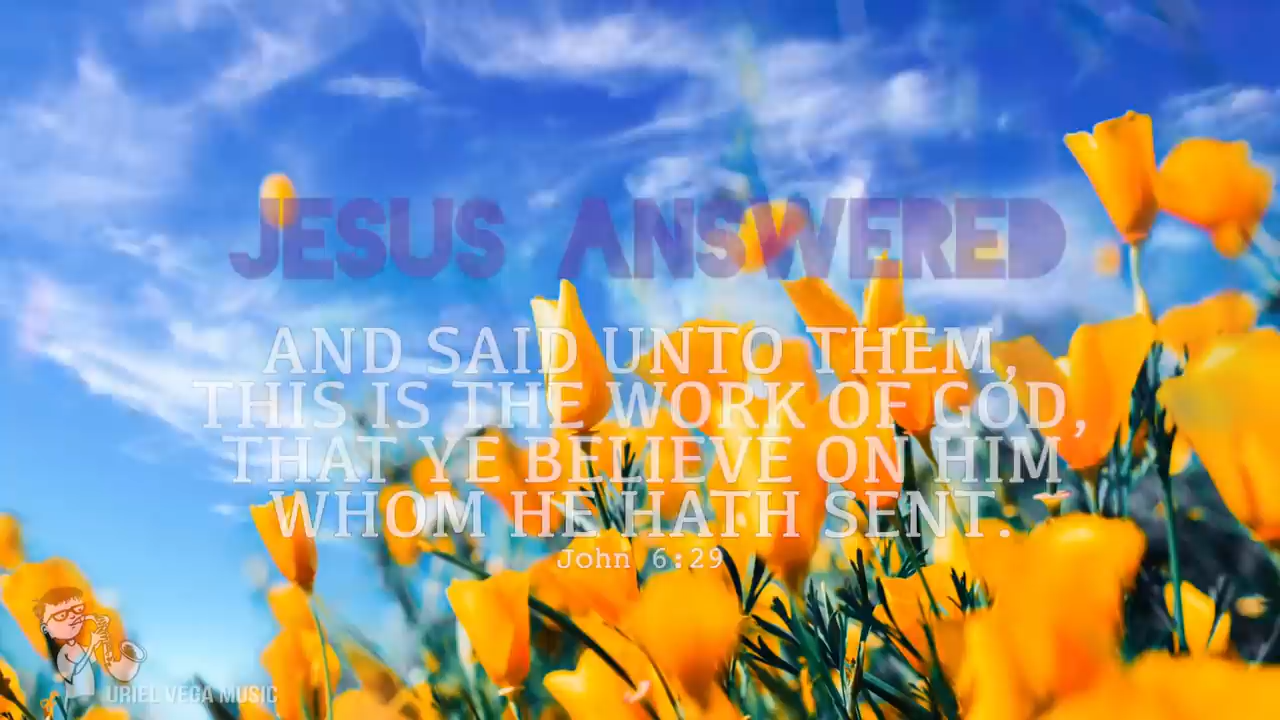 JESUS ANSWERED
AND SAID UNTO THEM,
THIS IS THE WORK OF GOD,
THAT YE BELIEVE ON HIM
WHOM HE HATH SENT.
John 6:29
URIEL VEGA MUSIC